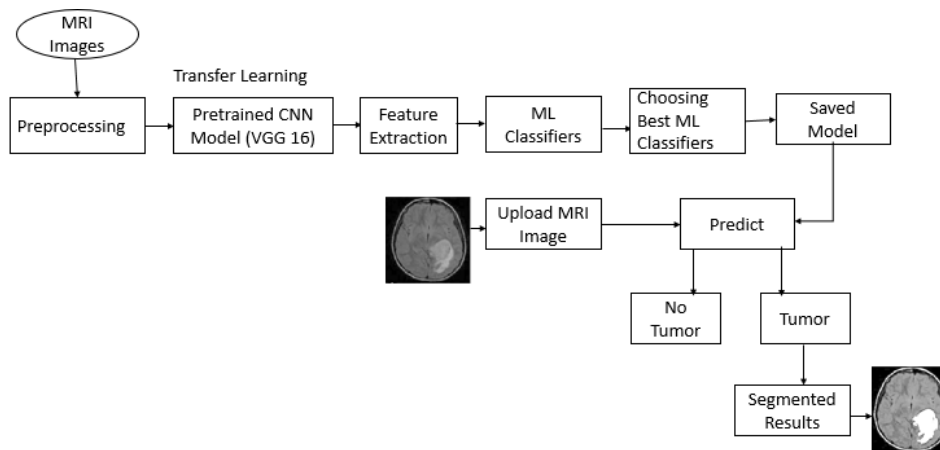 MRI
Images
Transfer Learning
Preprocessing
Pretrained CNN
Model (VGG 16)
Feature
Extraction
ML
Classifiers
Choosing
Best ML
Classifiers
Saved
Model
Upload MRI
Image
Predict
No
Tumor
Tumor
Segmented
Results